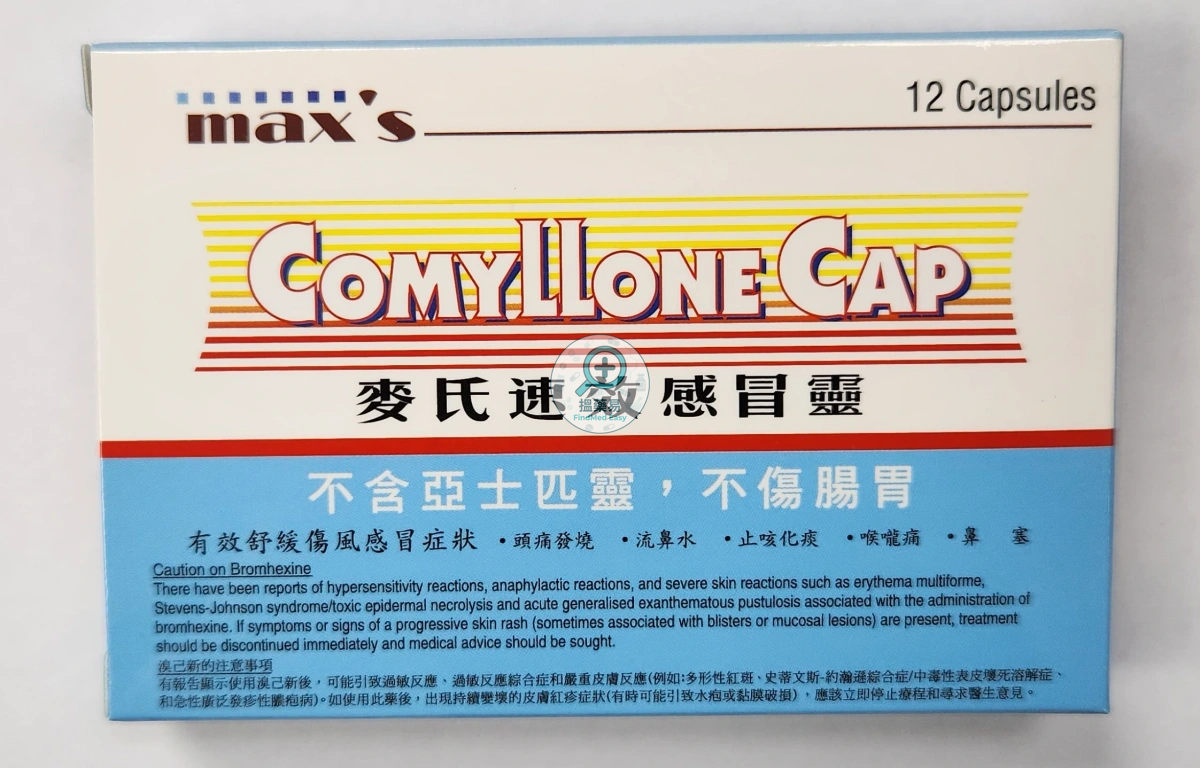 max's
12 Capsules
COMYLLONE CAP
麥氏速效感冒靈
搵藥易
FindMed Easy
不含亞士匹靈，不傷腸胃
有效舒緩傷風感冒症狀 •頭痛發燒 •流鼻水 •止咳化痰 •喉嚨痛 •鼻 塞
Caution on Bromhexine
There have been reports of hypersensitivity reactions, anaphylactic reactions, and severe skin reactions such as erythema multiforme,
Stevens-Johnson syndrome/toxic epidermal necrolysis and acute generalised exanthematous pustulosis associated with the administration of
bromhexine. If symptoms or signs of a progressive skin rash (sometimes associated with blisters or mucosal lesions) are present, treatment
should be discontinued immediately and medical advice should be sought.
溴己新的注意事項
有報告顯示使用溴己新後，可能引致過敏反應、過敏反應綜合症和嚴重皮膚反應(例如:多形性紅斑、史蒂文斯-約瀚遜綜合症/中毒性表皮壞死溶解症、
和急性廣泛發疹性膿疱病)。如使用此藥後，出現持續變壞的皮膚紅疹症狀(有時可能引致水疱或黏膜破損)，應該立即停止療程和尋求醫生意見。